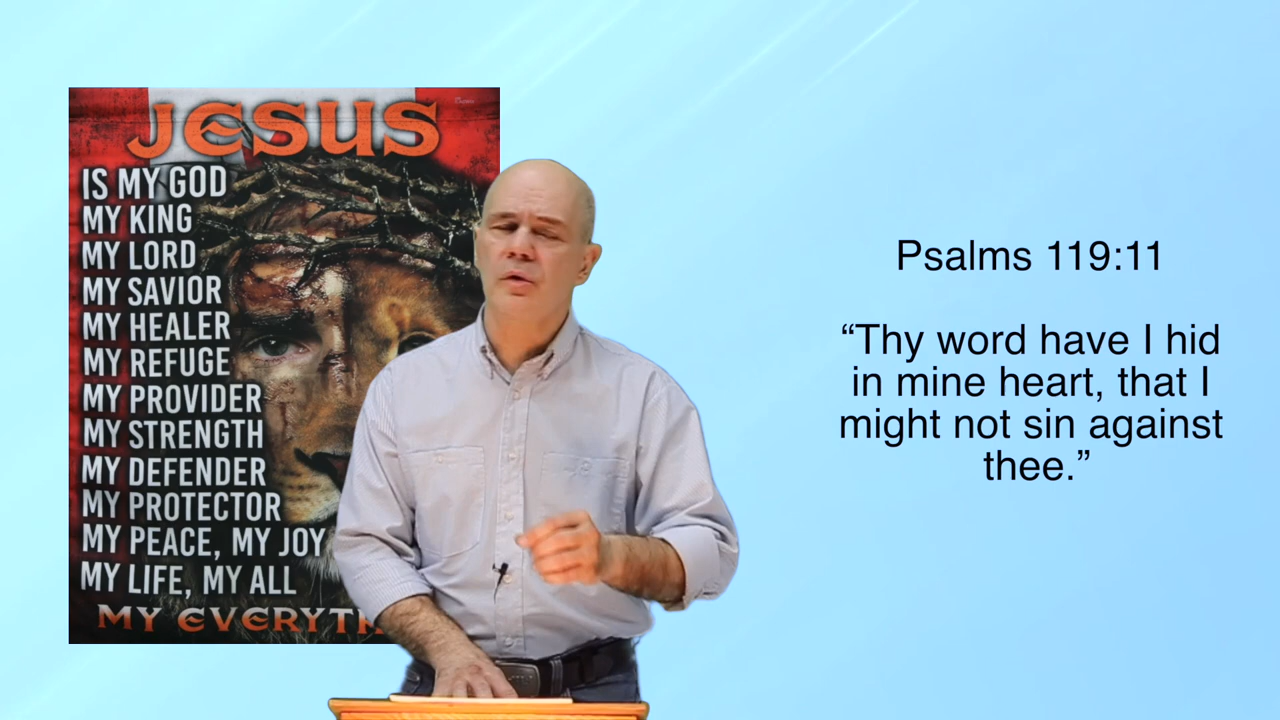 JESUS
IS MY GOD
MY KING
MY LORD
MY SAVIOR
MY HEALER
MY REFUGE
MY PROVIDER
MY STRENGTH
MY DEFENDER
MY PROTECTOR
MY PEACE, MY JOY
MY LIFE, MY ALL
MY EVERYTH
Psalms 119:11
“Thy word have I hid
in mine heart, that I
might not sin against
thee.”